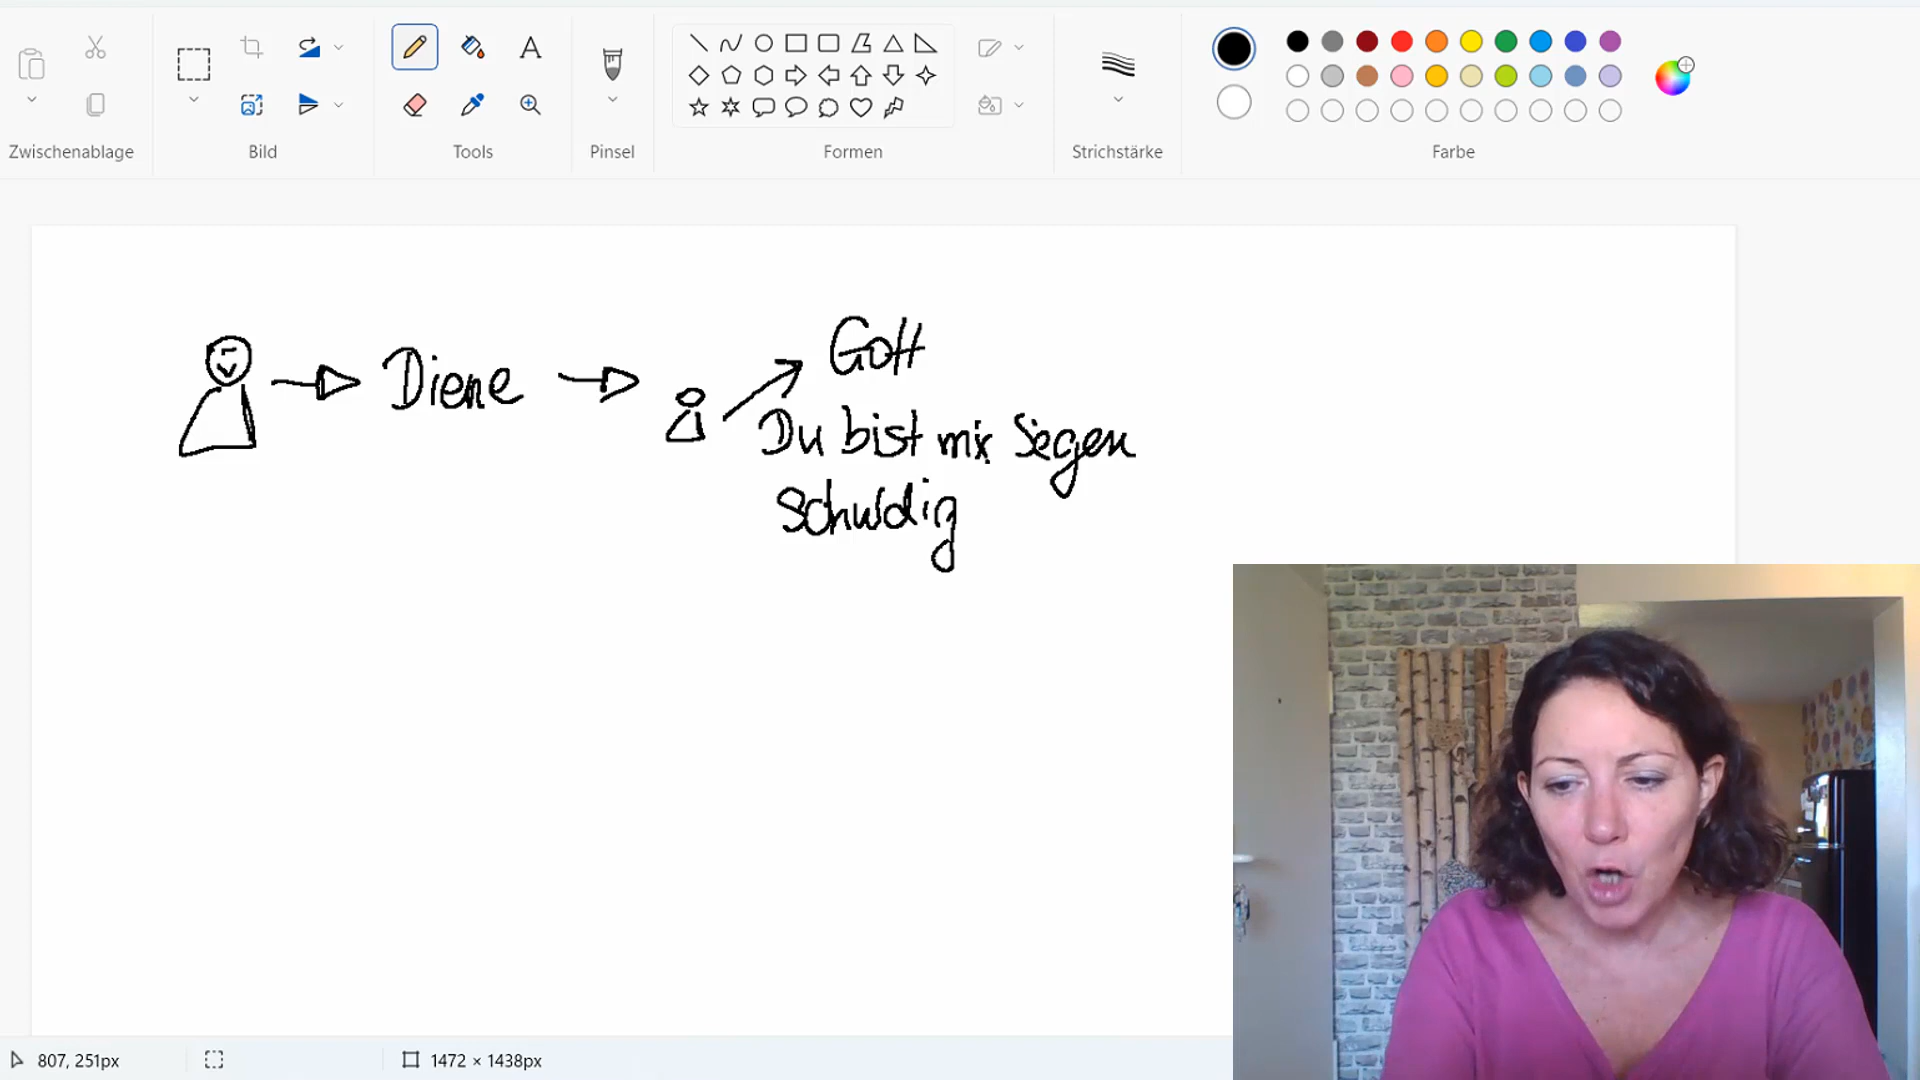 Zwischenablage
Bild
Tools
Pinsel
Formen
Strichstärke
Farbe
Gott
Diene
Du bist mir Segen
Schuldig
807, 251px
1472 × 1438px